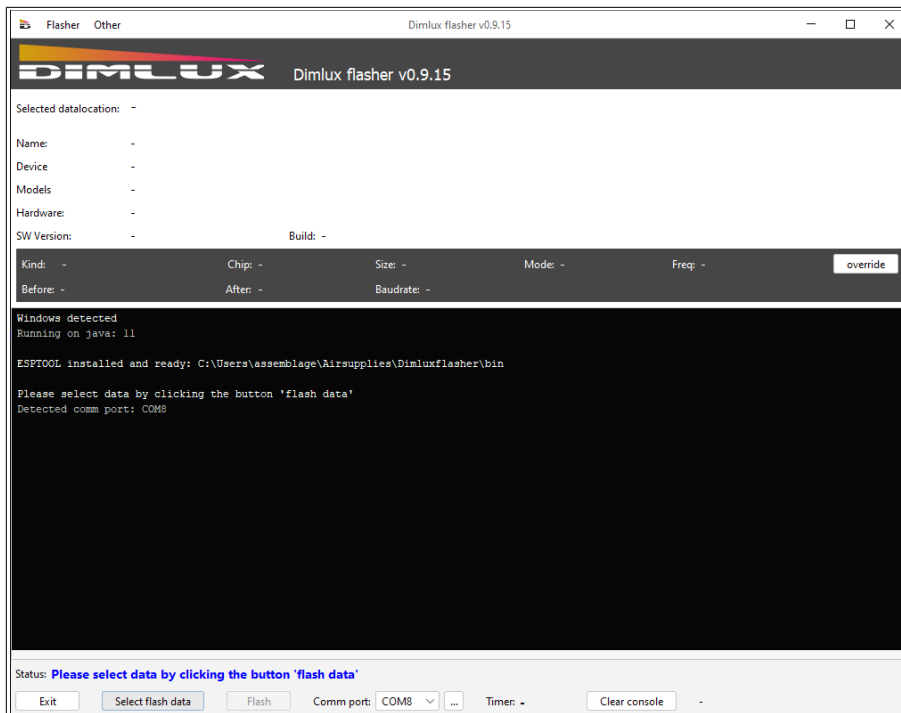 Flasher Other Dimlux flasher v0.9.15
DIMLUX Dimlux flasher v0.9.15
Selected datalocation: -
Name: -
Device -
Models -
Hardware: -
SW Version: - Build: -
Kind: - Chip: - Size: - Mode: - Freq: - override
Before: - After: - Baudrate: -
Windows detected
Running on java: 11
ESPTOOL installed and ready: C:\Users\assemblage\Airsupplies\Dimluxflasher\bin
Please select data by clicking the button 'flash data'
Detected comm port: COM8
Status: Please select data by clicking the button 'flash data'
Exit Select flash data Flash Comm port: COM8 ... Timer: - Clear console -